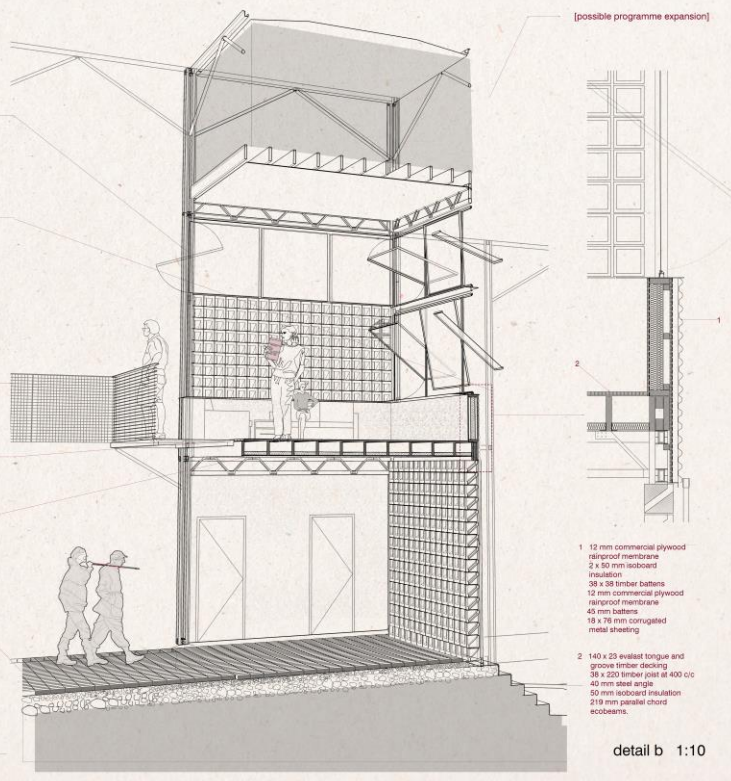 [possible programme expansion]
1
2
1 12 mm commercial plywood
rainproof membrane
2 x 50 mm isoboard
insulation
38 x 38 timber battens
12 mm commercial plywood
rainproof membrane
45 mm battens
18 x 76 mm corrugated
metal sheeting
2 140 x 23 evalast tongue and
groove timber decking
38 x 220 timber joist at 400 c/c
40 mm steel angle
50 mm isoboard insulation
219 mm parallel chord
ecobeams.
detail b 1:10